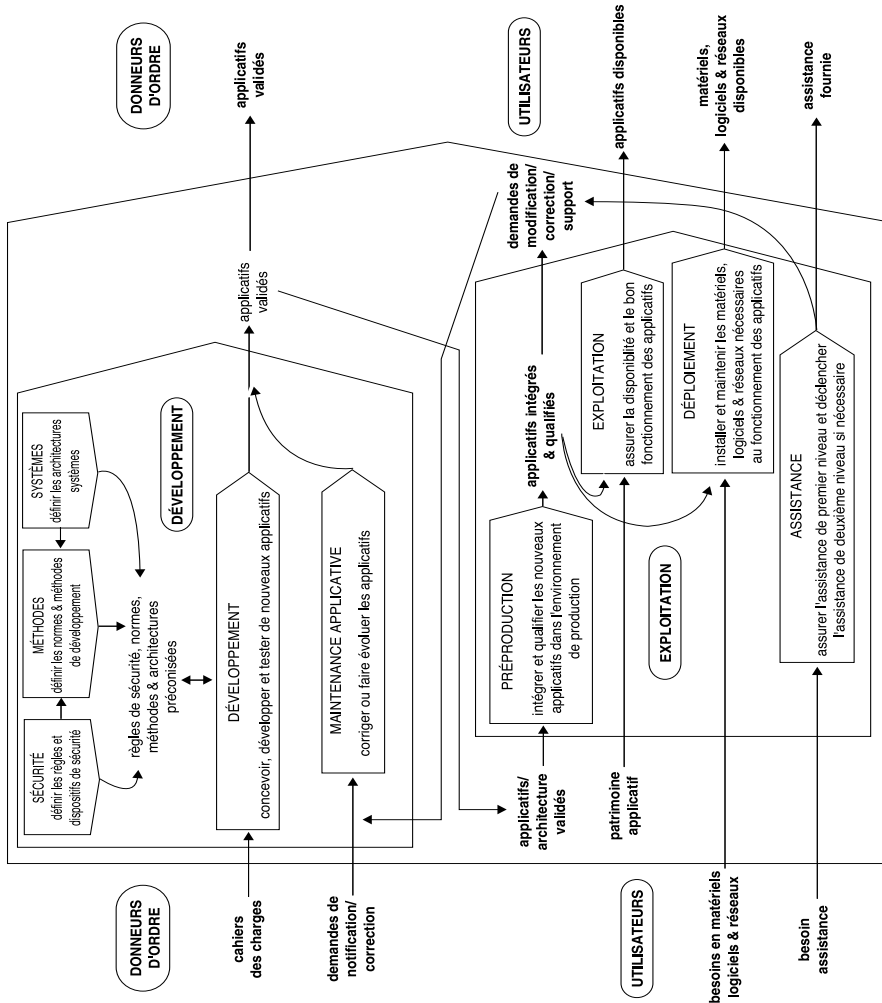 DONNEURS
D'ORDRE
cahiers
des charges
demandes de
notification/
correction
SÉCURITÉ
définir les règles et
dispositifs de sécurité
MÉTHODES
définir les normes & méthodes
de développement
SYSTÈMES
définir les architectures
systèmes
règles de sécurité, normes,
méthodes & architectures
préconisées
DÉVELOPPEMENT
DÉVELOPPEMENT
concevoir, développer et tester de nouveaux applicatifs
MAINTENANCE APPLICATIVE
corriger ou faire évoluer les applicatifs
applicatifs
validés
DONNEURS
D'ORDRE
applicatifs
validés
UTILISATEURS
applicatifs/
architecture
validés
patrimoine
applicatif
besoins en matériels
logiciels & réseaux
besoin
assistance
PRÉPRODUCTION
intégrer et qualifier les nouveaux
applicatifs dans l'environnement
de production
applicatifs intégrés
& qualifiés
demandes de
modification/
correction/
support
EXPLOITATION
EXPLOITATION
assurer la disponiblité et le bon
fonctionnement des applicatifs
DÉPLOIEMENT
installer et maintenir les matériels,
logiciels & réseaux nécessaires
au fonctionnement des applicatifs
ASSISTANCE
assurer l'assistance de premier niveau et déclencher
l'assistance de deuxième niveau si nécessaire
UTILISATEURS
applicatifs disponibles
matériels,
logiciels & réseaux
disponibles
assistance
fournie